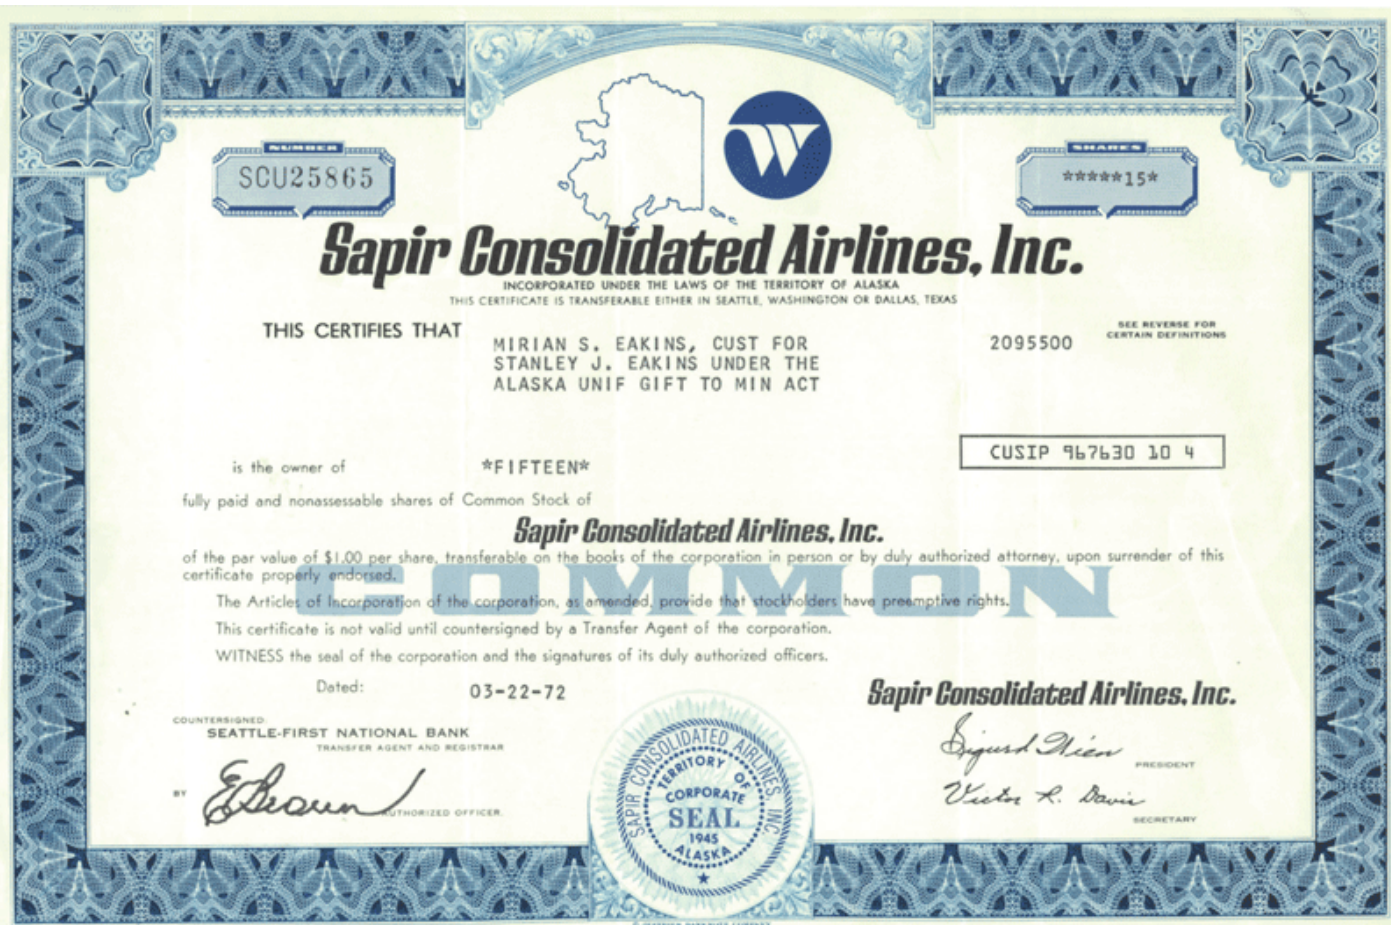 NUMBER
SCU25865
W
SHARES
*****15*
Sapir Consolidated Airlines, Inc.
INCORPORATED UNDER THE LAWS OF THE TERRITORY OF ALASKA
THIS CERTIFICATE IS TRANSFERABLE EITHER IN SEATTLE, WASHINGTON OR DALLAS, TEXAS
THIS CERTIFIES THAT
MIRIAN S. EAKINS, CUST FOR
STANLEY J. EAKINS UNDER THE
ALASKA UNIF GIFT TO MIN ACT
2095500
SEE REVERSE FOR
CERTAIN DEFINITIONS
CUSIP 967630 10 4
is the owner of *FIFTEEN*
fully paid and nonassessable shares of Common Stock of
Sapir Consolidated Airlines, Inc.
of the par value of $1.00 per share, transferable on the books of the corporation in person or by duly authorized attorney, upon surrender of this
certificate properly endorsed.
COMMON
The Articles of Incorporation of the corporation, as amended, provide that stockholders have preemptive rights.
This certificate is not valid until countersigned by a Transfer Agent of the corporation.
WITNESS the seal of the corporation and the signatures of its duly authorized officers.
Dated: 03-22-72
Sapir Consolidated Airlines, Inc.
COUNTERSIGNED:
SEATTLE-FIRST NATIONAL BANK
TRANSFER AGENT AND REGISTRAR
BY E Brown
AUTHORIZED OFFICER.
SAPIR CONSOLIDATED AIRLINES, INC.
TERRITORY OF
CORPORATE
SEAL
1945
ALASKA
Sigurd Wien
PRESIDENT
Victor R. Davis
SECRETARY